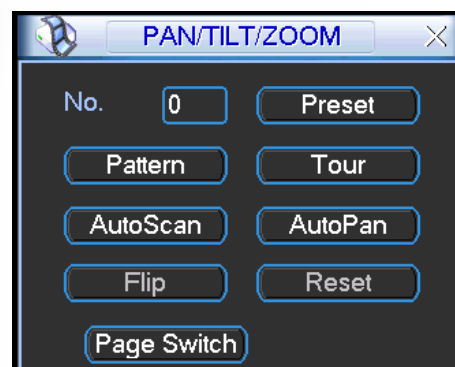 PAN/TILT/ZOOM
No. 0 Preset
Pattern Tour
AutoScan AutoPan
Flip Reset
Page Switch